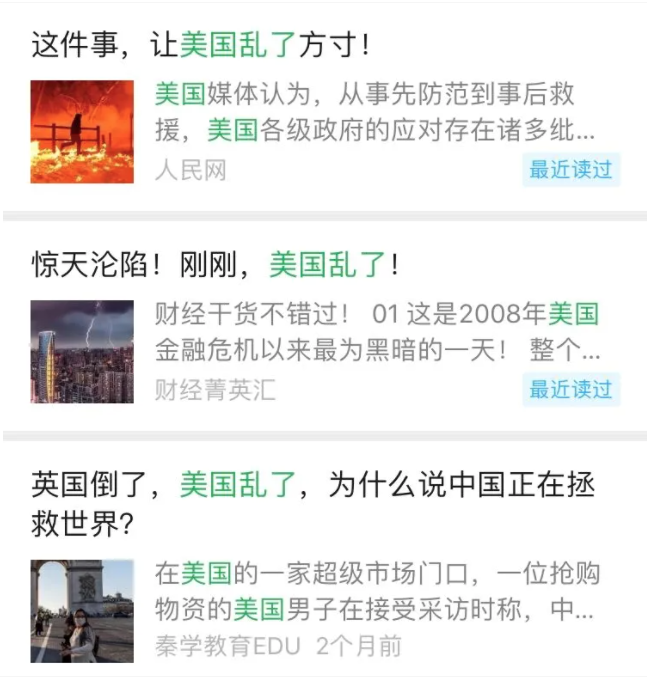 这件事，让美国乱了方寸！
美国媒体认为，从事先防范到事后救
援，美国各级政府的应对存在诸多纰...
人民网
最近读过
惊天沦陷！刚刚，美国乱了！
财经干货不错过！ 01 这是2008年美国
金融危机以来最为黑暗的一天！ 整个...
财经菁英汇
最近读过
英国倒了，美国乱了，为什么说中国正在拯
救世界？
在美国的一家超级市场门口，一位抢购
物资的美国男子在接受采访时称，中...
秦学教育EDU 2个月前